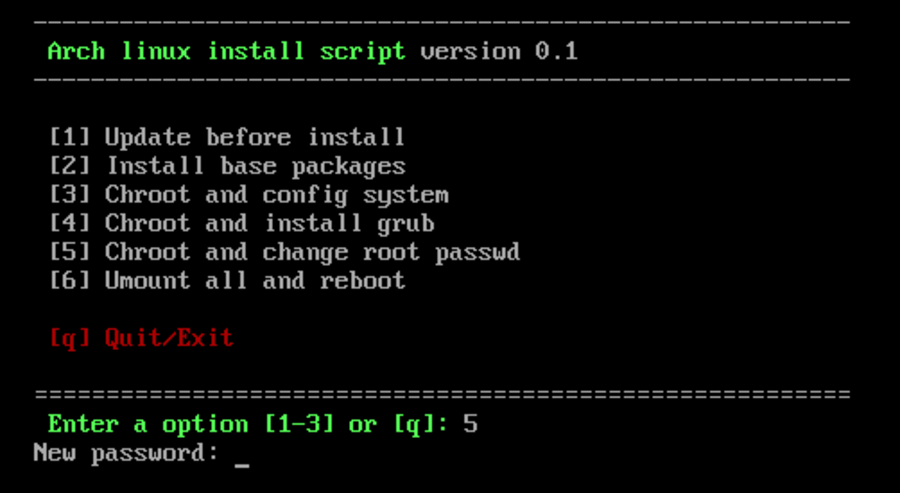 Arch linux install script version 0.1
[1] Update before install
[2] Install base packages
[3] Chroot and config system
[4] Chroot and install grub
[5] Chroot and change root passwd
[6] Umount all and reboot
[q] Quit/Exit
Enter a option [1-3] or [q]: 5
New password: _